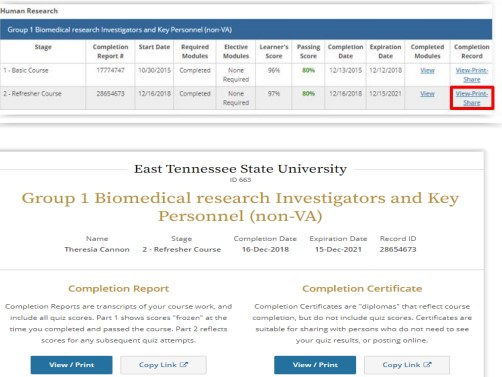 Human Research
Group 1 Biomedical research Investigators and Key Personnel (non-VA)
Stage Completion Report # Start Date Required Modules Elective Modules Learner's Score Passing Score Completion Date Expiration Date Completed Modules Completion Record
1 - Basic Course 17774747 10/30/2015 Completed None Required 96% 80% 12/13/2015 12/12/2018 View View-Print-Share
2 - Refresher Course 28654673 12/16/2018 Completed None Required 97% 80% 12/16/2018 12/15/2021 View View-Print-Share
East Tennessee State University
ID 663
Group 1 Biomedical research Investigators and Key
Personnel (non-VA)
Name Stage Completion Date Expiration Date Record ID
Theresia Cannon 2 - Refresher Course 16-Dec-2018 15-Dec-2021 28654673
Completion Report
Completion Reports are transcripts of your course work, and
include all quiz scores. Part 1 shows scores "frozen" at the
time you completed and passed the course. Part 2 reflects
scores for any subsequent quiz attempts.
View / Print Copy Link
Completion Certificate
Completion Certificates are "diplomas" that reflect course
completion, but do not include quiz scores. Certificates are
suitable for sharing with persons who do not need to see
your quiz results, or posting online.
View / Print Copy Link